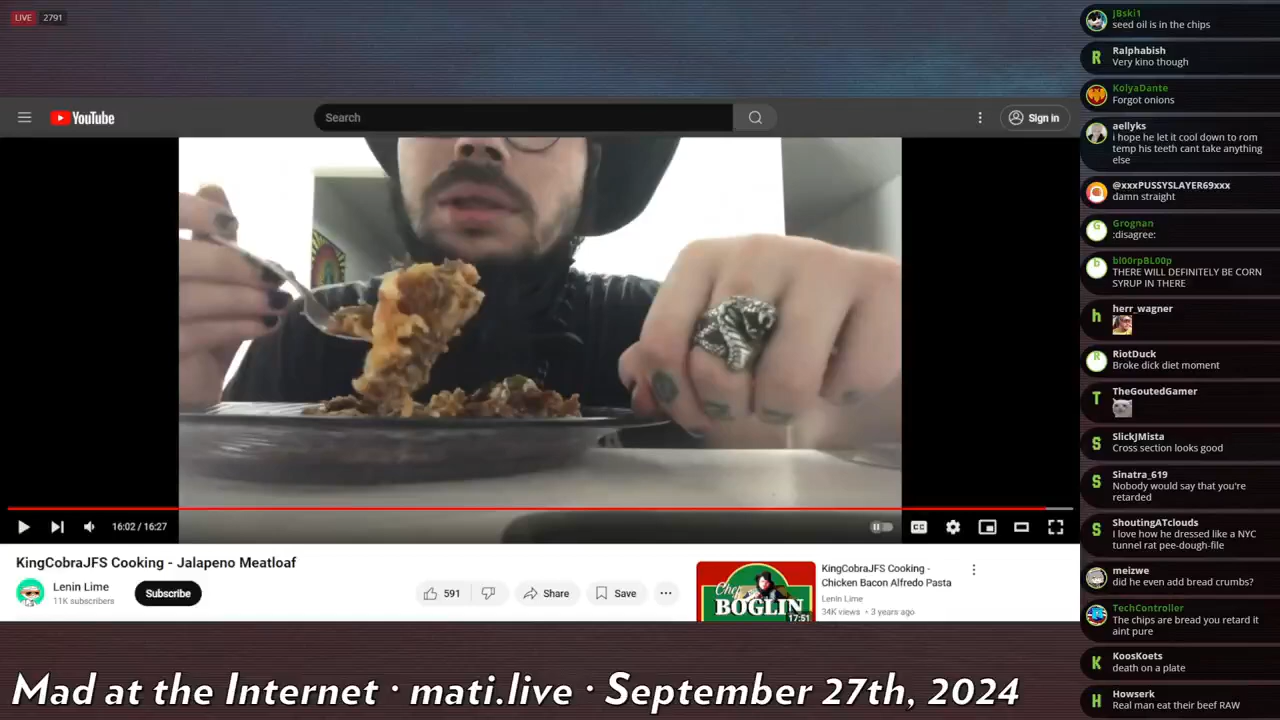 LIVE 2791
YouTube
Search
Sign in
16:02 / 16:27
KingCobraJFS Cooking - Jalapeno Meatloaf
Lenin Lime
11K subscribers
Subscribe
591
Share
Save
Chef
BOGLIN
17:51
KingCobraJFS Cooking -
Chicken Bacon Alfredo Pasta
Lenin Lime
34K views • 3 years ago
Mad at the Internet · mati.live · September 27th, 2024
JBski1
seed oil is in the chips
R
Ralphabish
Very kino though
KolyaDante
Forgot onions
aellyks
i hope he let it cool down to rom
temp his teeth cant take anything
else
@xxxPUSSYSLAYER69xxx
damn straight
G
Grognan
:disagree:
b
bl00rpBL00p
THERE WILL DEFINITELY BE CORN
SYRUP IN THERE
h
herr_wagner
R
RiotDuck
Broke dick diet moment
T
TheGoutedGamer
S
SlickJMista
Cross section looks good
S
Sinatra_619
Nobody would say that you're
retarded
S
ShoutingATclouds
I love how he dressed like a NYC
tunnel rat pee-dough-file
meizwe
did he even add bread crumbs?
TechController
The chips are bread you retard it
aint pure
K
KoosKoets
death on a plate
H
Howserk
Real man eat their beef RAW